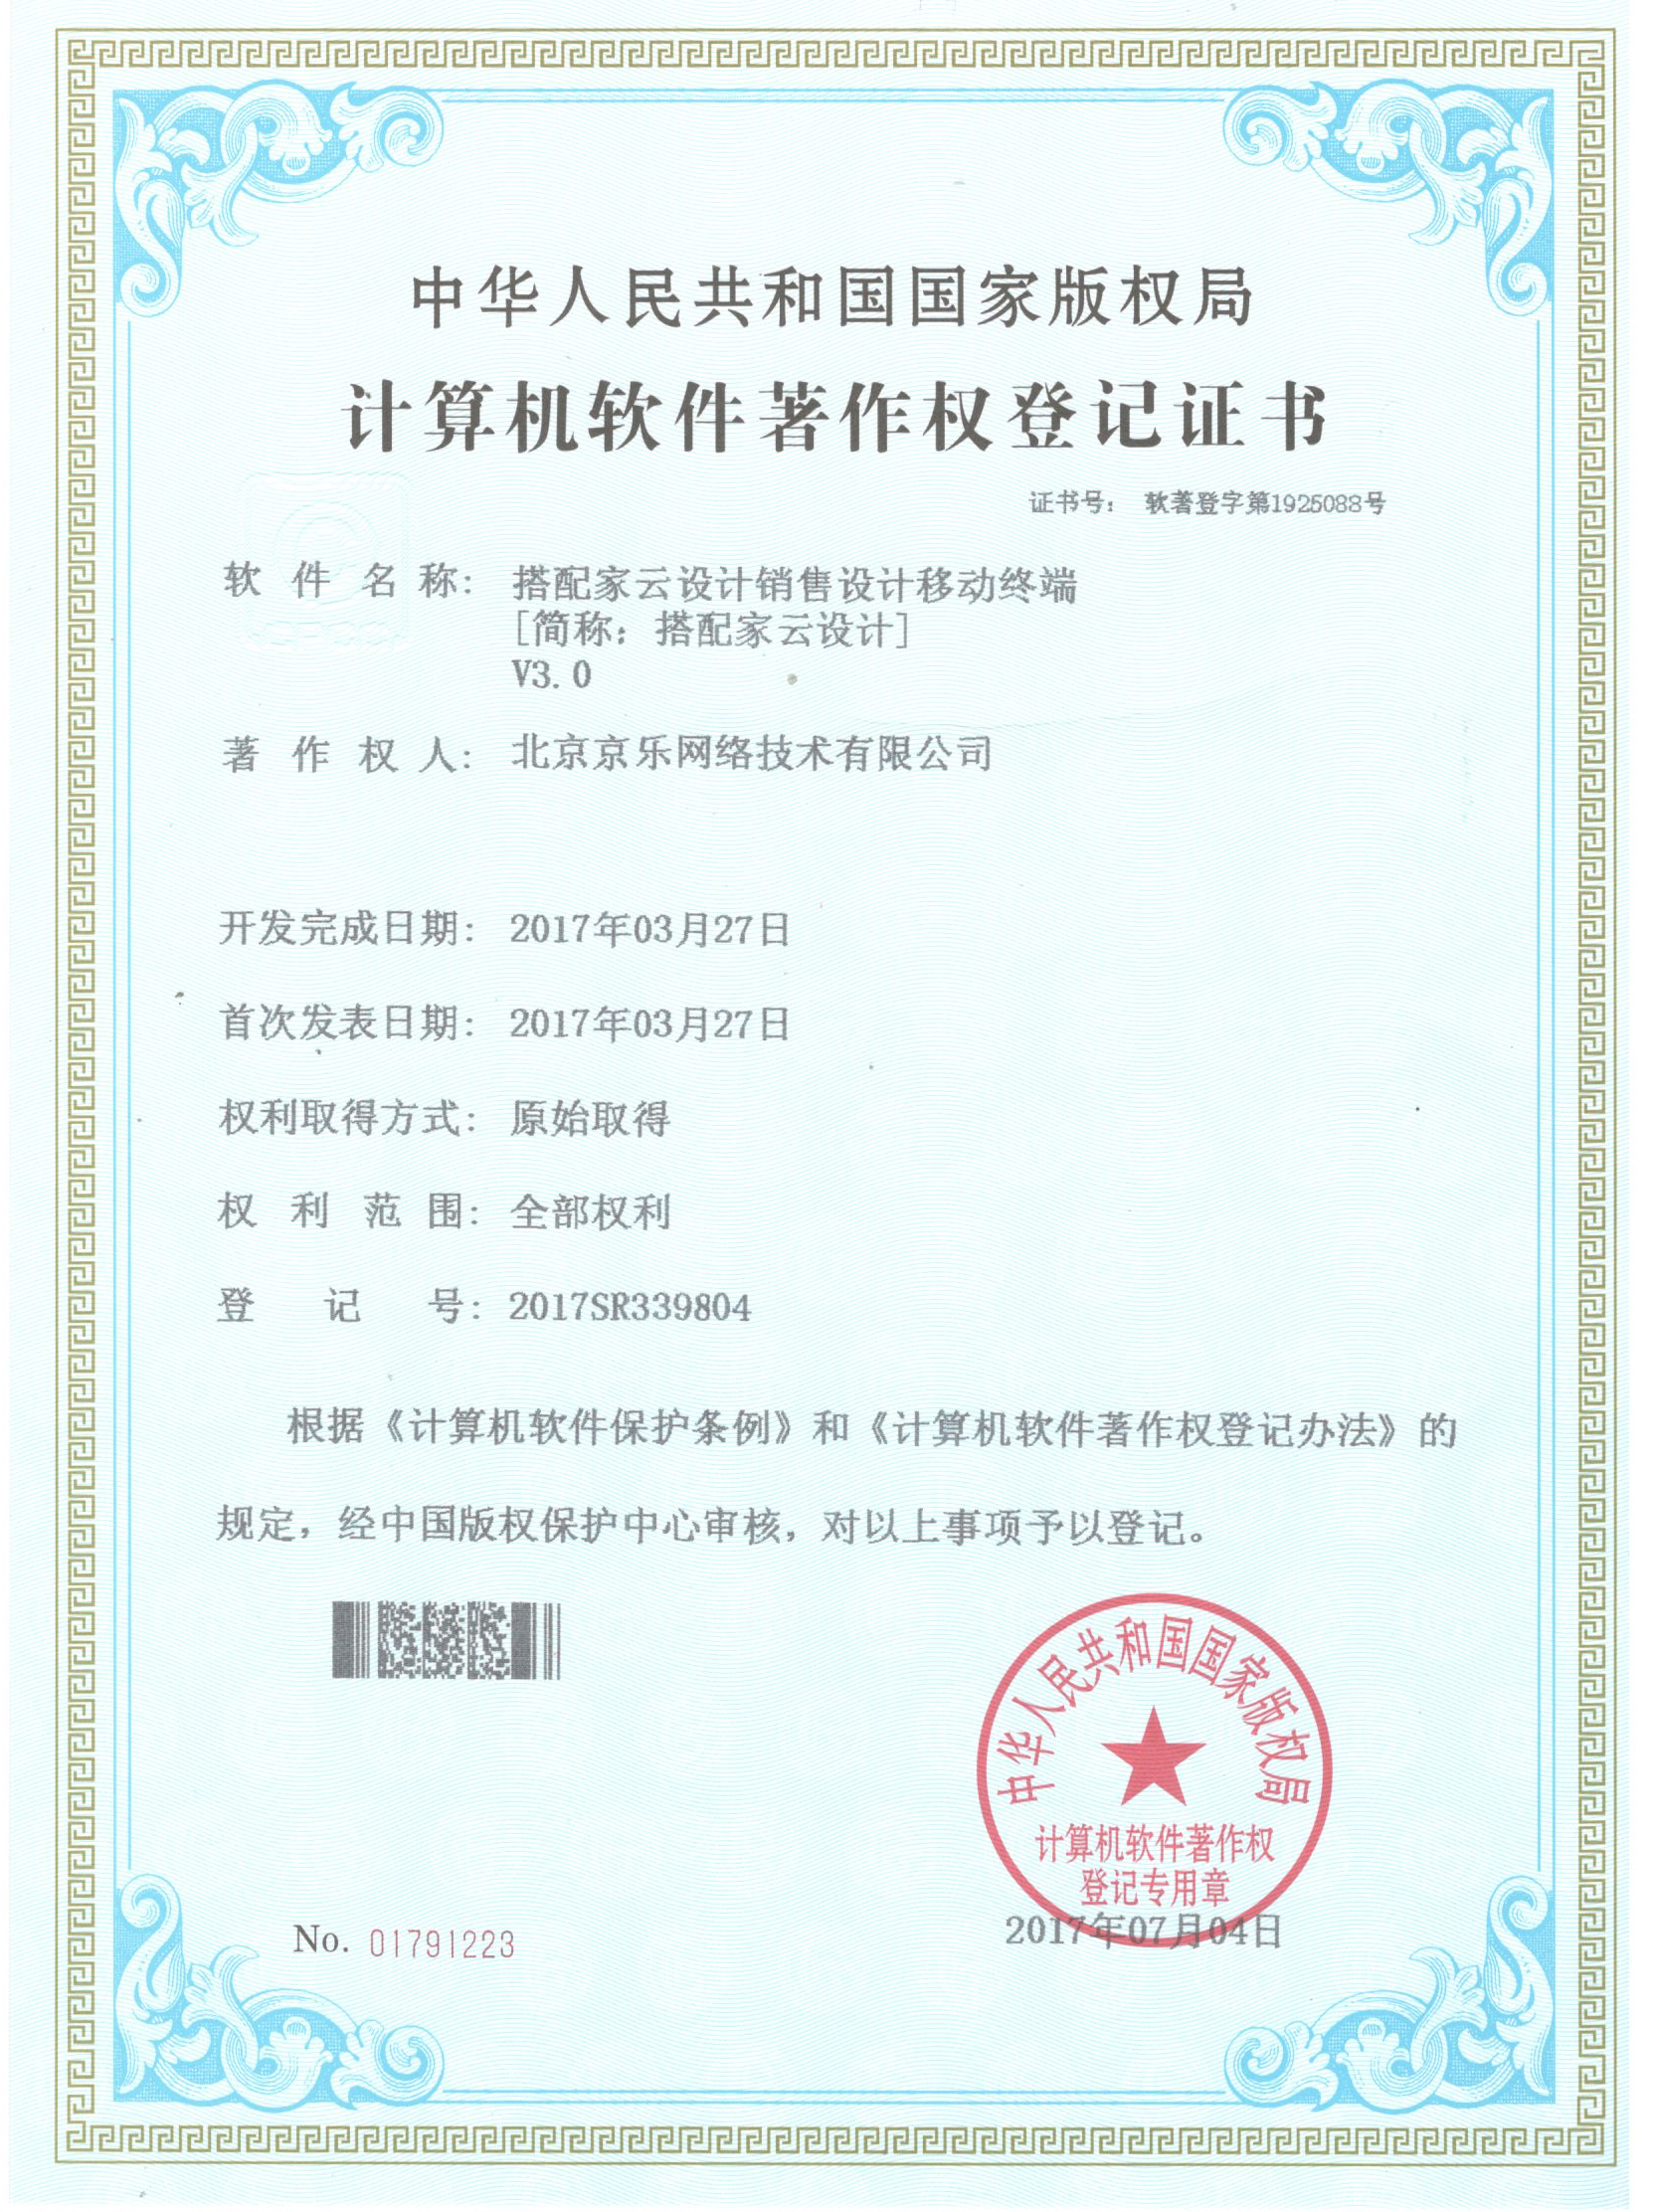 中华人民共和国国家版权局
计算机软件著作权登记证书
证书号： 软著登字第1925088号
软件名称： 搭配家云设计销售设计移动终端
[简称：搭配家云设计]
V3.0
著作权人： 北京京乐网络技术有限公司
开发完成日期： 2017年03月27日
首次发表日期： 2017年03月27日
权利取得方式： 原始取得
权利范围： 全部权利
登记号： 2017SR339804
根据《计算机软件保护条例》和《计算机软件著作权登记办法》的
规定，经中国版权保护中心审核，对以上事项予以登记。
中华人民共和国国家版权局
计算机软件著作权
登记专用章
2017年07月04日
No. 01791223